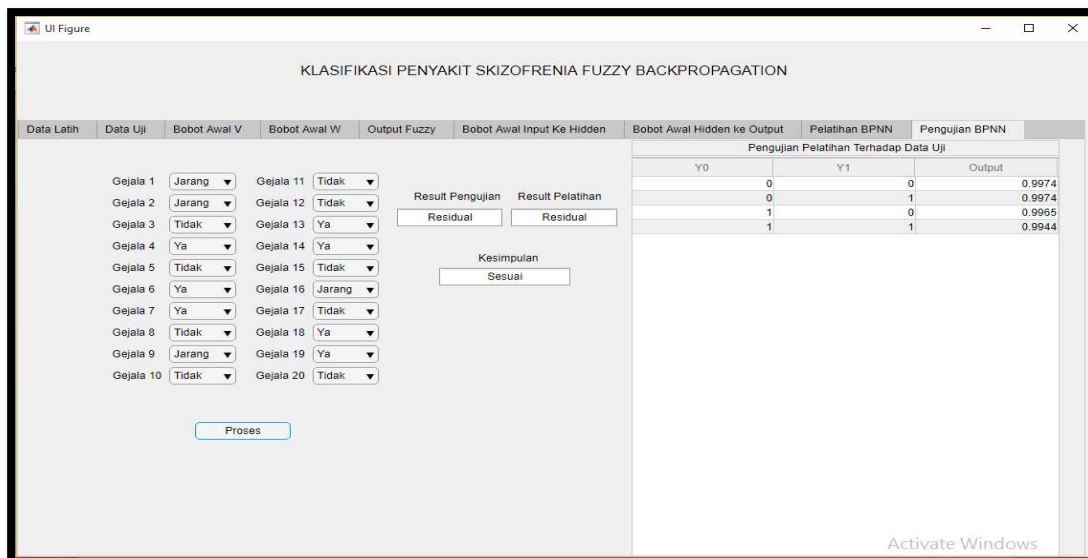 UI Figure
KLASIFIKASI PENYAKIT SKIZOFRENIA FUZZY BACKPROPAGATION
Data Latih Data Uji Bobot Awal V Bobot Awal W Output Fuzzy Bobot Awal Input Ke Hidden Bobot Awal Hidden ke Output Pelatihan BPNN Pengujian BPNN
Gejala 1 Jarang
Gejala 2 Jarang
Gejala 3 Tidak
Gejala 4 Ya
Gejala 5 Tidak
Gejala 6 Ya
Gejala 7 Ya
Gejala 8 Tidak
Gejala 9 Jarang
Gejala 10 Tidak
Gejala 11 Tidak
Gejala 12 Tidak
Gejala 13 Ya
Gejala 14 Ya
Gejala 15 Tidak
Gejala 16 Jarang
Gejala 17 Tidak
Gejala 18 Ya
Gejala 19 Ya
Gejala 20 Tidak
Proses
Result Pengujian Result Pelatihan
Residual Residual
Kesimpulan
Sesuai
Pengujian Pelatihan Terhadap Data Uji
Y0 Y1 Output
0 0 0.9974
0 1 0.9974
1 0 0.9965
1 1 0.9944
Activate Windows